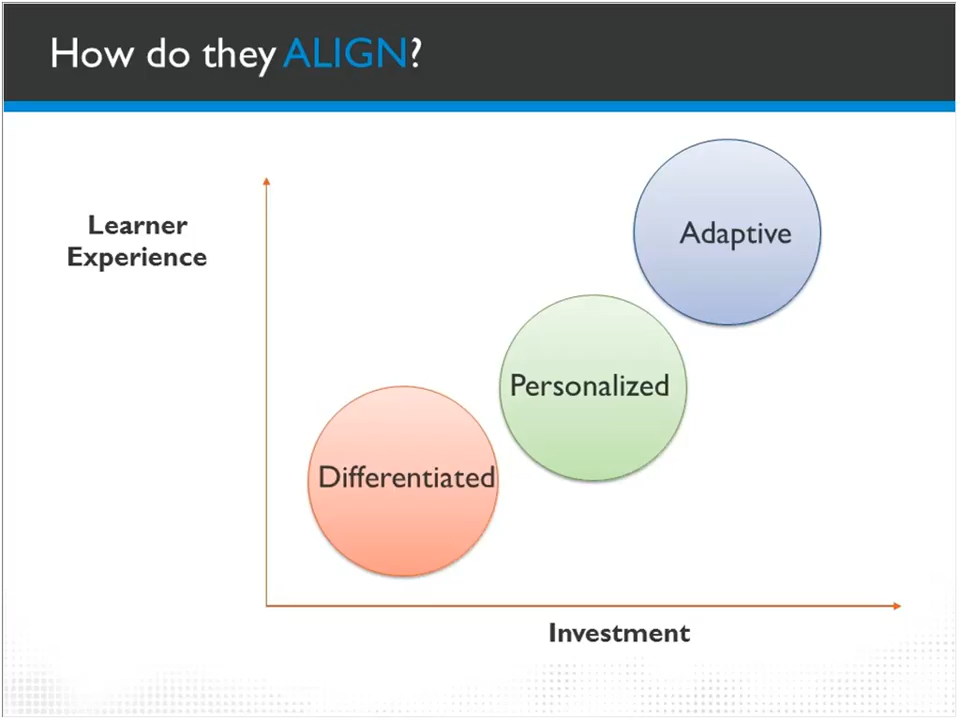 How do they ALIGN?
Learner
Experience
Adaptive
Personalized
Differentiated
Investment